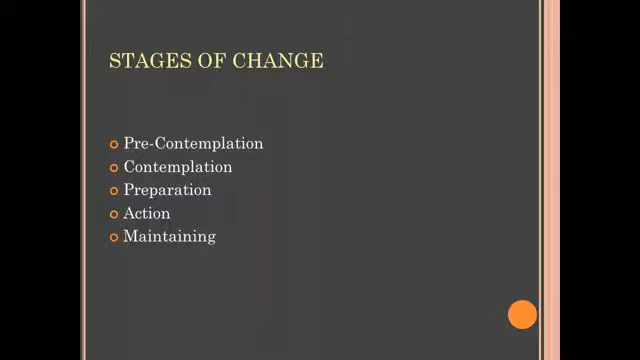 STAGES OF CHANGE
Pre-Contemplation
Contemplation
Preparation
Action
Maintaining